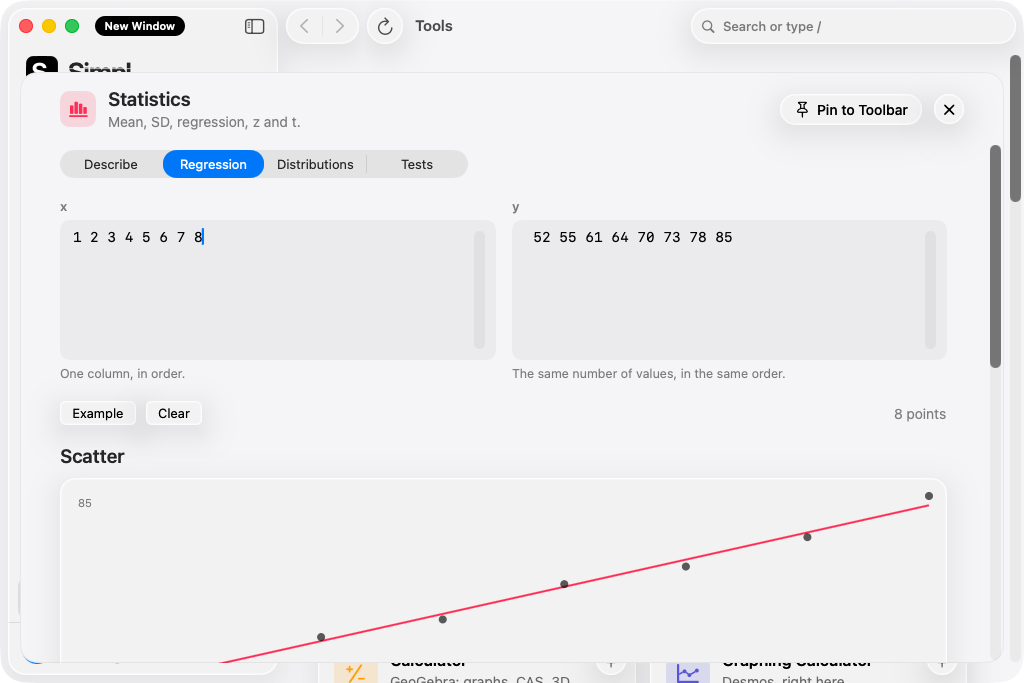 New Window
Tools
Search or type /
Statistics
Mean, SD, regression, z and t.
Pin to Toolbar
Describe
Regression
Distributions
Tests
x
y
1 2 3 4 5 6 7 8
52 55 61 64 70 73 78 85
One column, in order.
The same number of values, in the same order.
Example
Clear
8 points
Scatter
85
Calculator
Graphing Calculator
GeoGebra: graphs, CAS, 3D
Desmos, right here